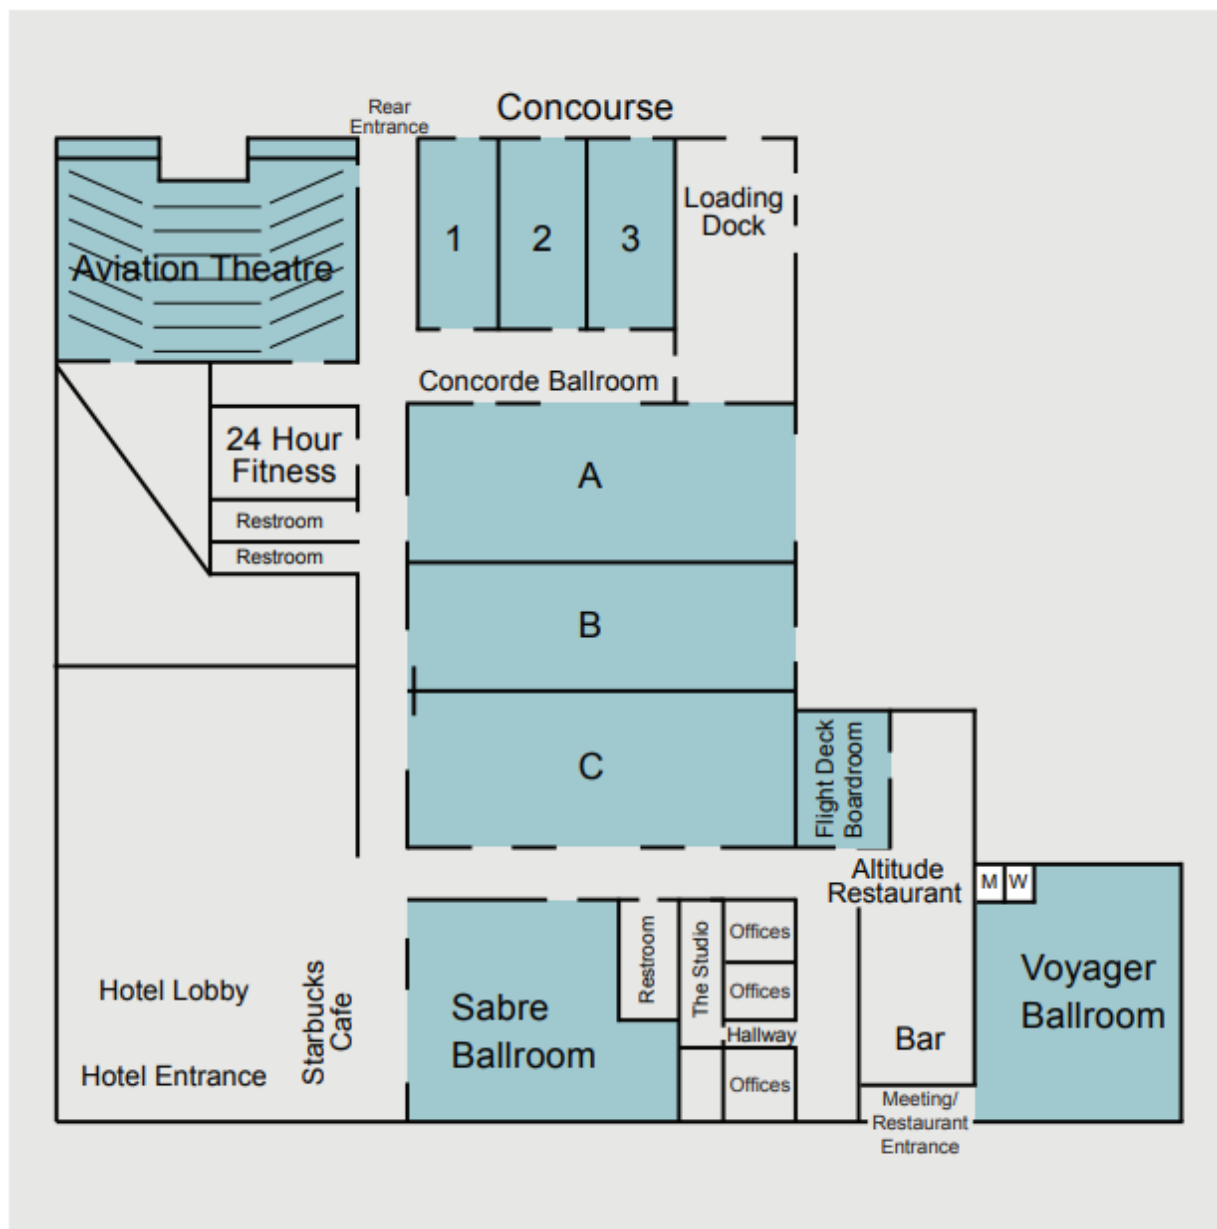 Concourse
Rear
Entrance
1
2
3
Loading
Dock
Aviation Theatre
Concorde Ballroom
24 Hour
Fitness
A
Restroom
Restroom
B
C
Flight Deck
Boardroom
Altitude
Restaurant
M
W
Offices
Restroom
The Studio
Voyager
Ballroom
Hotel Lobby
Starbucks
Cafe
Sabre
Ballroom
Offices
Hallway
Bar
Hotel Entrance
Offices
Meeting/
Restaurant
Entrance